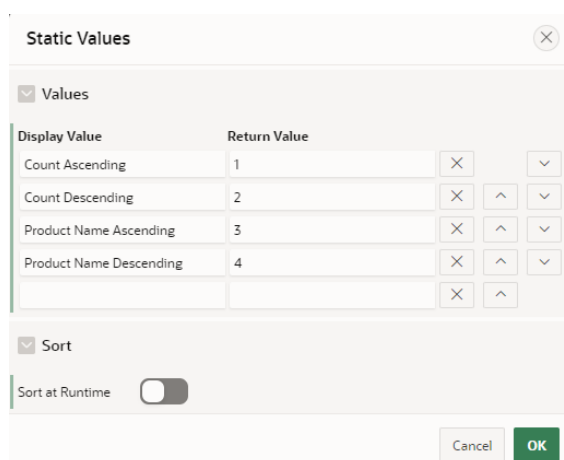 Static Values
Values
Display Value Return Value
Count Ascending 1
Count Descending 2
Product Name Ascending 3
Product Name Descending 4
Sort
Sort at Runtime
Cancel OK